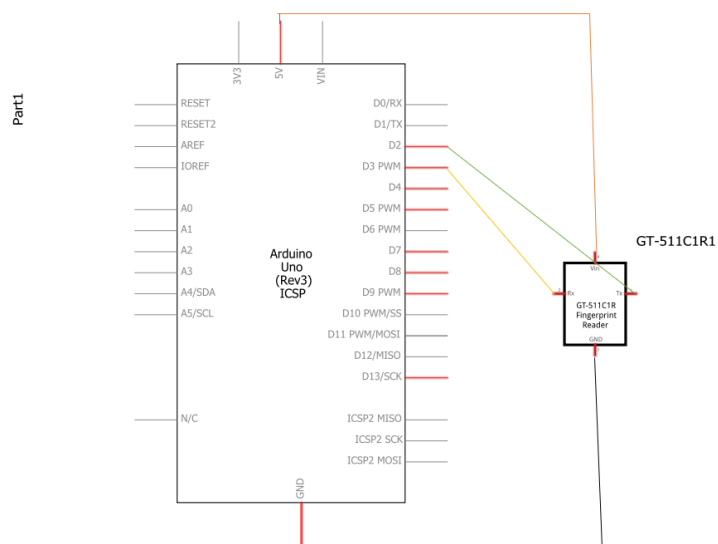 Part1
3V3
5V
VIN
RESET
RESET2
AREF
IOREF
A0
A1
A2
A3
A4/SDA
A5/SCL
N/C
Arduino
Uno
(Rev3)
ICSP
D0/RX
D1/TX
D2
D3 PWM
D4
D5 PWM
D6 PWM
D7
D8
D9 PWM
D10 PWM/SS
D11 PWM/MOSI
D12/MISO
D13/SCK
ICSP2 MISO
ICSP2 SCK
ICSP2 MOSI
GND
GT-511C1R1
Vin
Rx
Tx
GT-511C1R
Fingerprint
Reader
GND